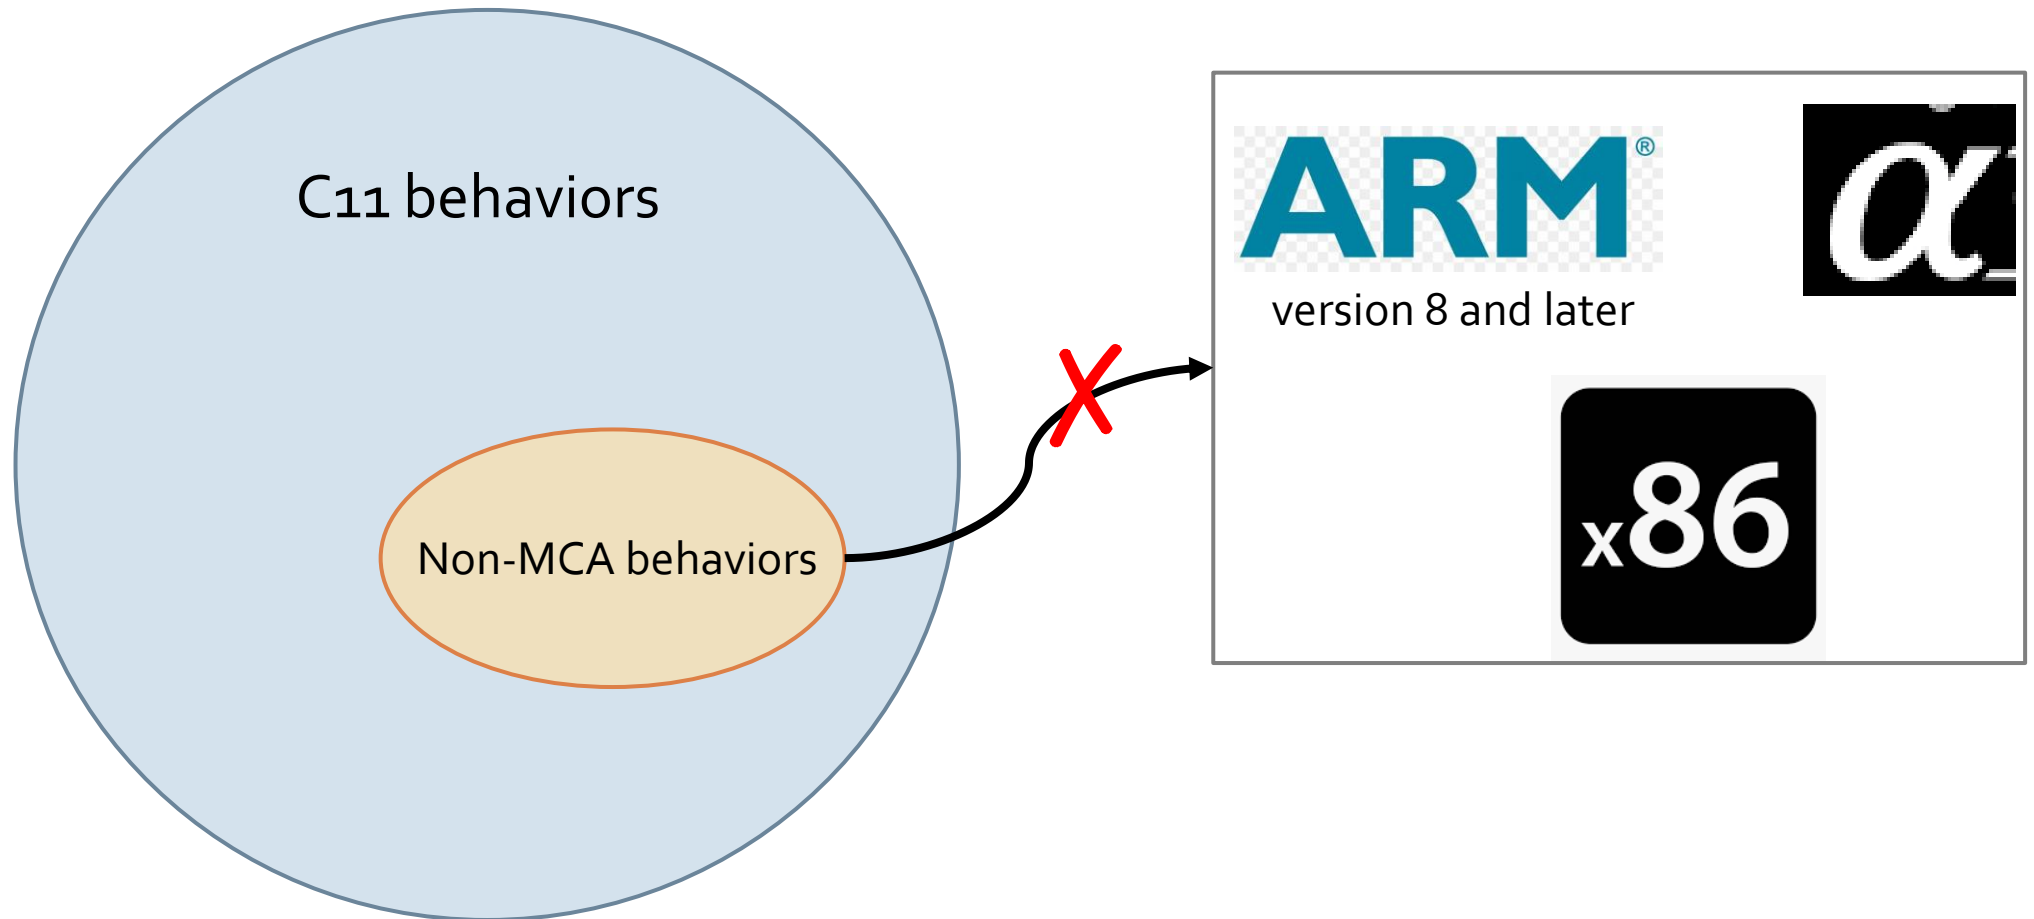 C11 behaviors
Non-MCA behaviors
ARM®
version 8 and later
α
x86